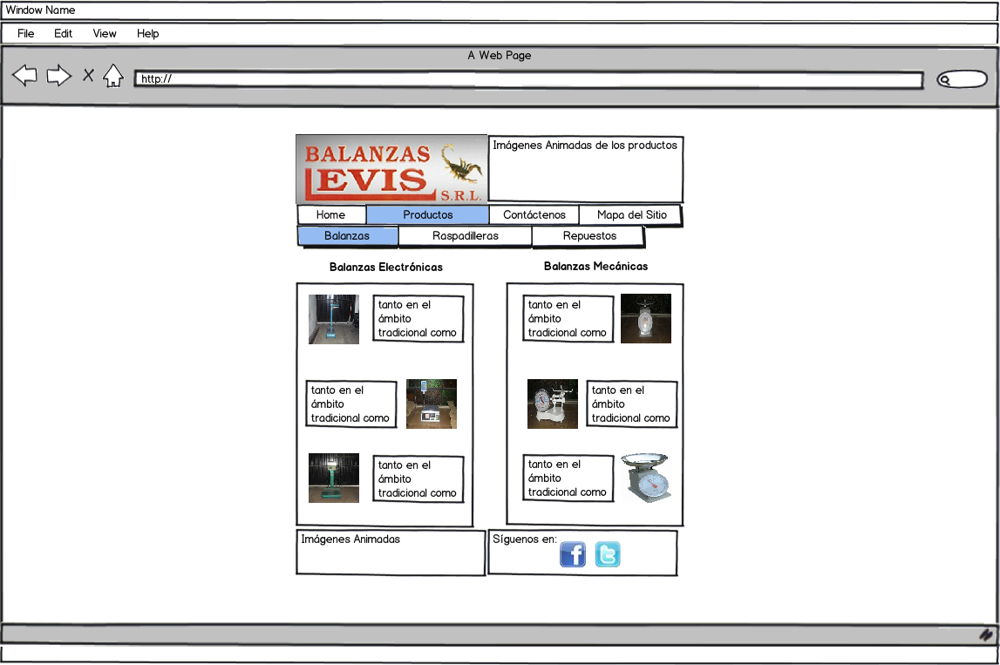 Window Name
File Edit View Help
A Web Page
http://
BALANZAS
LEVIS
S.R.L.
Imágenes Animadas de los productos
Home Productos Contáctenos Mapa del Sitio
Balanzas Raspadilleras Repuestos
Balanzas Electrónicas
tanto en el
ámbito
tradicional como
tanto en el
ámbito
tradicional como
tanto en el
ámbito
tradicional como
Balanzas Mecánicas
tanto en el
ámbito
tradicional como
tanto en el
ámbito
tradicional como
tanto en el
ámbito
tradicional como
Imágenes Animadas
Síguenos en: